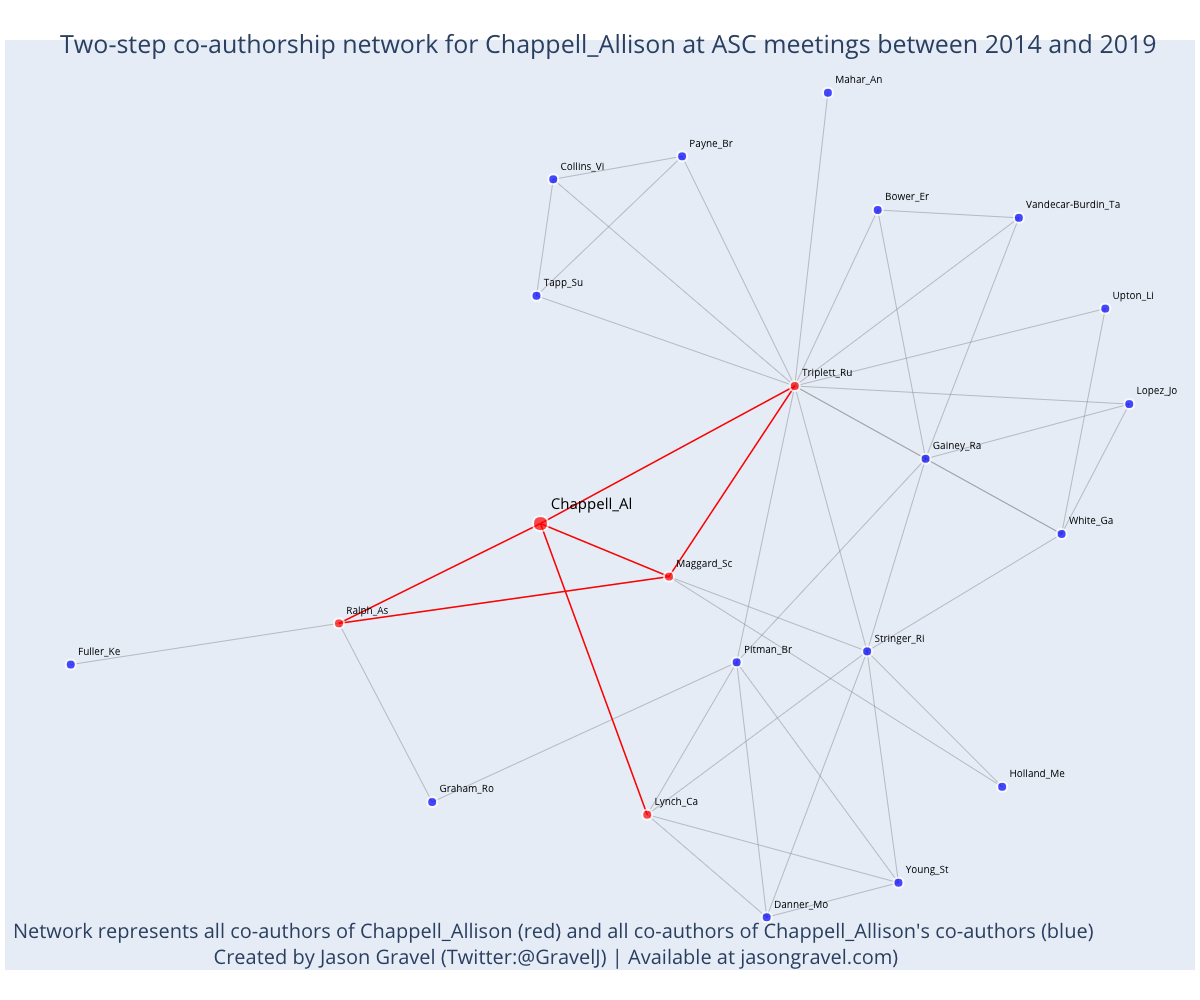 Two-step co-authorship network for Chappell_Allison at ASC meetings between 2014 and 2019
Mahar_An
Payne_Br
Collins_Vi
Bower_Er
Vandecar-Burdin_Ta
Tapp_Su
Upton_Li
Triplett_Ru
Lopez_Jo
Gainey_Ra
Chappell_Al
White_Ga
Maggard_Sc
Ralph_As
Stringer_Ri
Fuller_Ke
Pitman_Br
Holland_Me
Graham_Ro
Lynch_Ca
Young_St
Danner_Mo
Network represents all co-authors of Chappell_Allison (red) and all co-authors of Chappell_Allison's co-authors (blue)
Created by Jason Gravel (Twitter:@GravelJ) | Available at jasongravel.com)